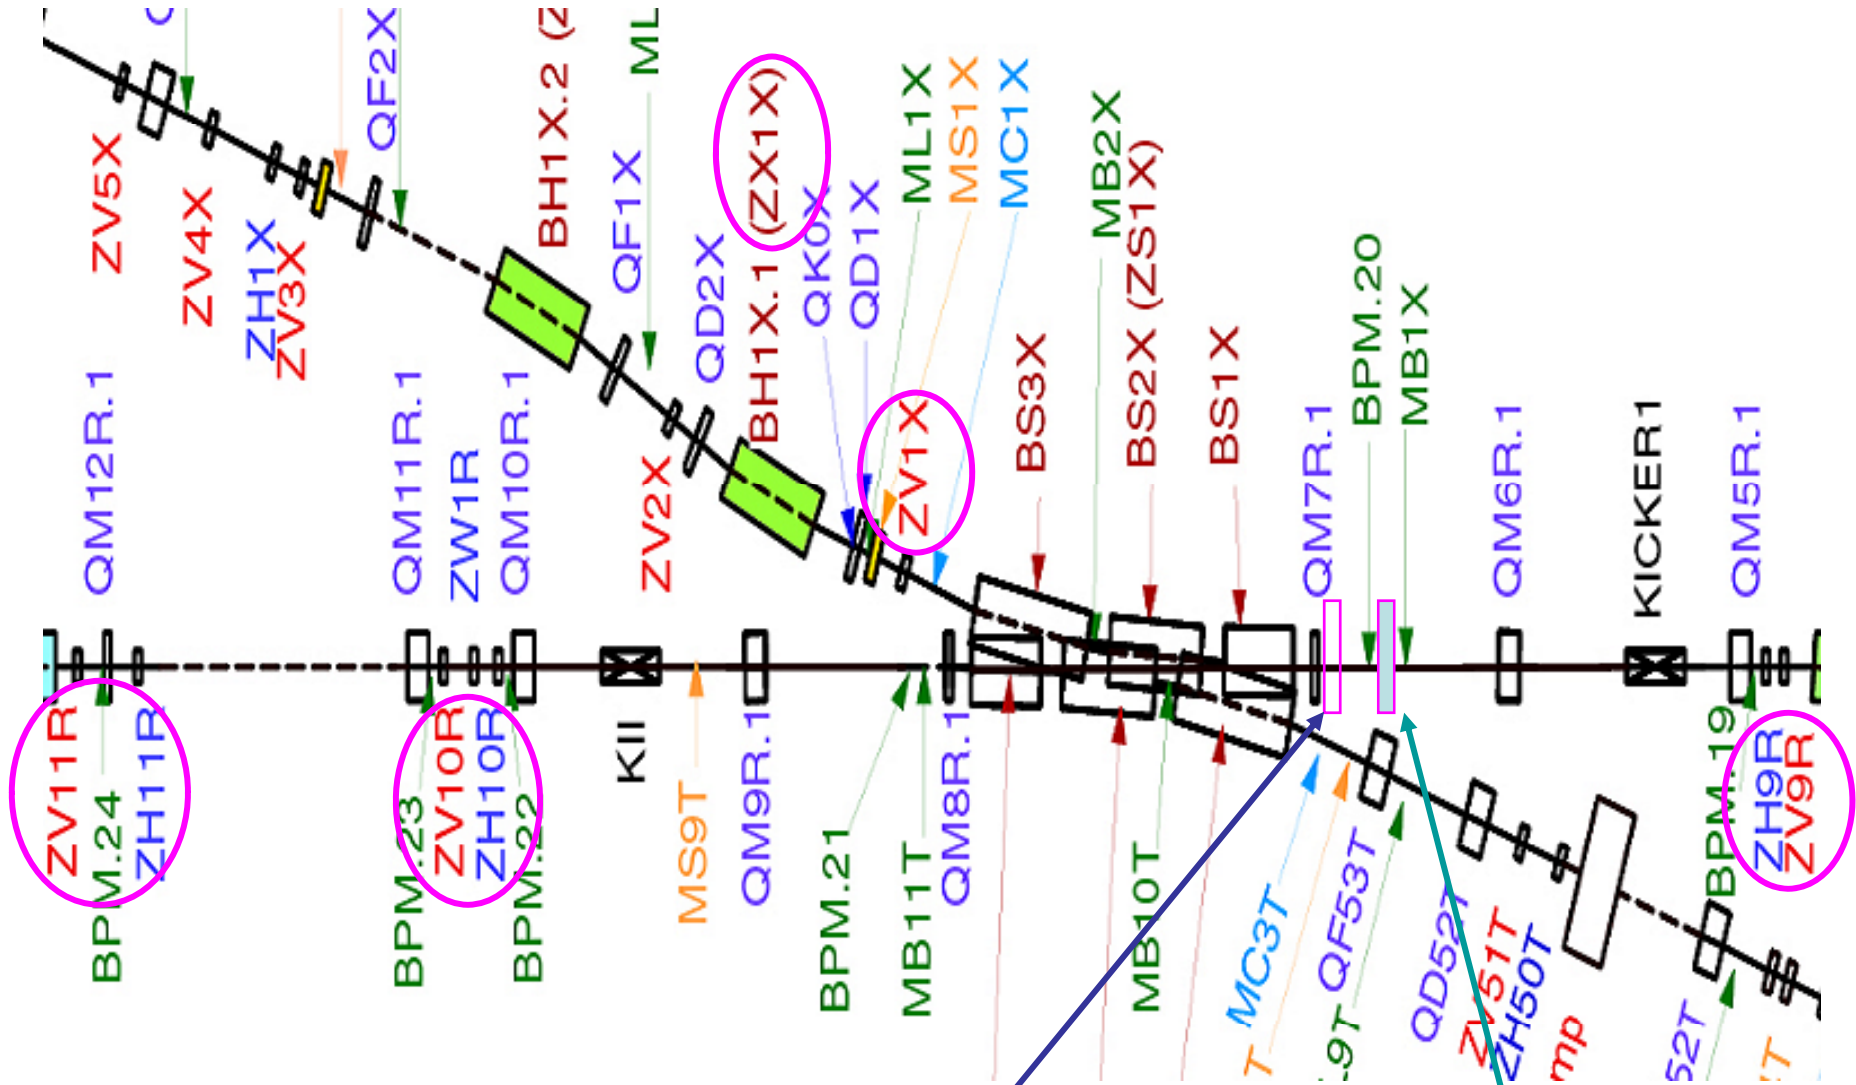 QF2X
ML
BH1X.2 (Z
ZV5X
ZV4X
ZH1X
ZV3X
QF1X
QD2X
BH1X.1 (ZX1X)
QK0X
QD1X
ML1X
MS1X
MC1X
MB2X
BS2X (ZS1X)
BS3X
BS1X
BPM.20
MB1X
QM12R.1
QM11R.1
ZW1R
QM10R.1
ZV2X
ZV1X
QM7R.1
QM6R.1
KICKER1
QM5R.1
ZV11R
BPM.24
ZH11R
BPM.23
ZV10R
ZH10R
BPM.22
KII
MS9T
QM9R.1
BPM.21
MB11T
QM8R.1
MB10T
MC3T
QF53T
QD52T
ZV51T
ZH50T
BPM.19
ZH9R
ZV9R
L9T
T
mp
52T